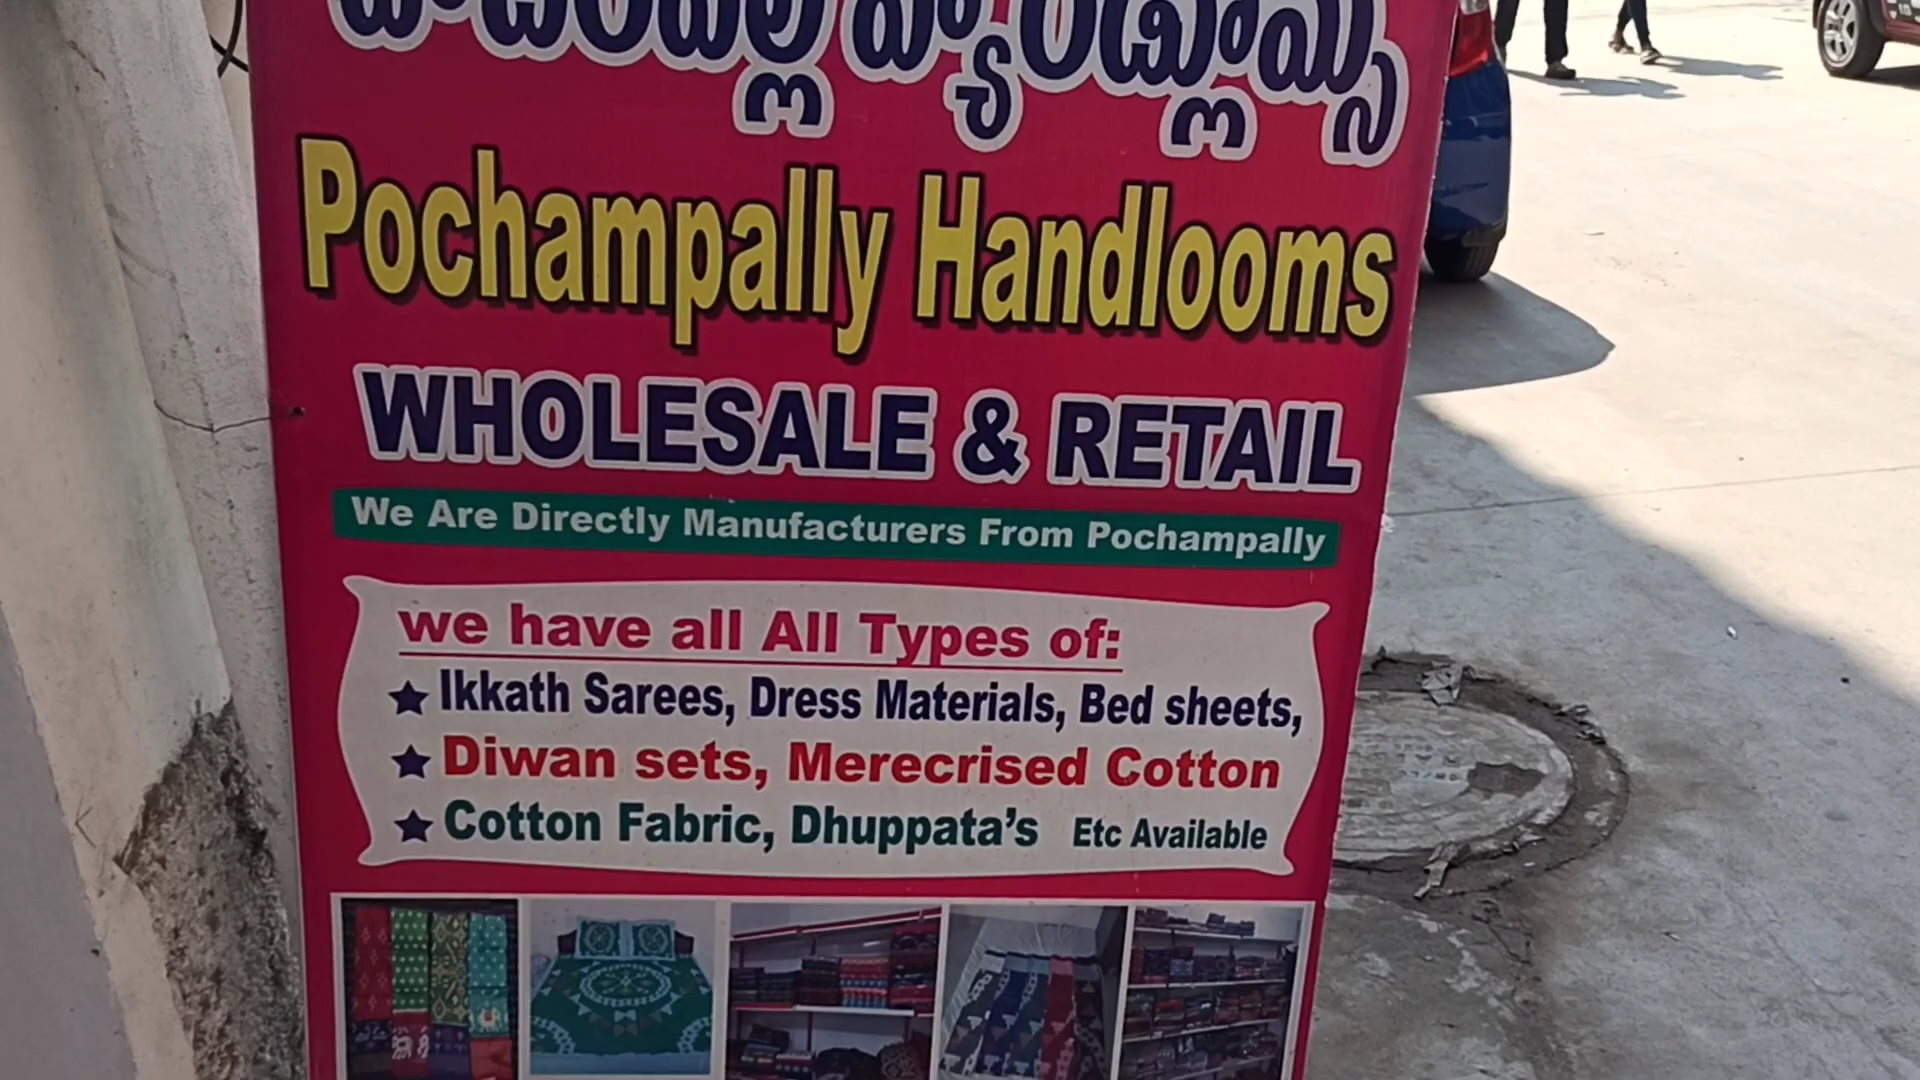 పోచంపల్లి హ్యాండ్లూమ్స్
Pochampally Handlooms
WHOLESALE & RETAIL
We Are Directly Manufacturers From Pochampally
we have all All Types of:
★ Ikkath Sarees, Dress Materials, Bed sheets,
★ Diwan sets, Merecrised Cotton
★ Cotton Fabric, Dhuppata's Etc Available